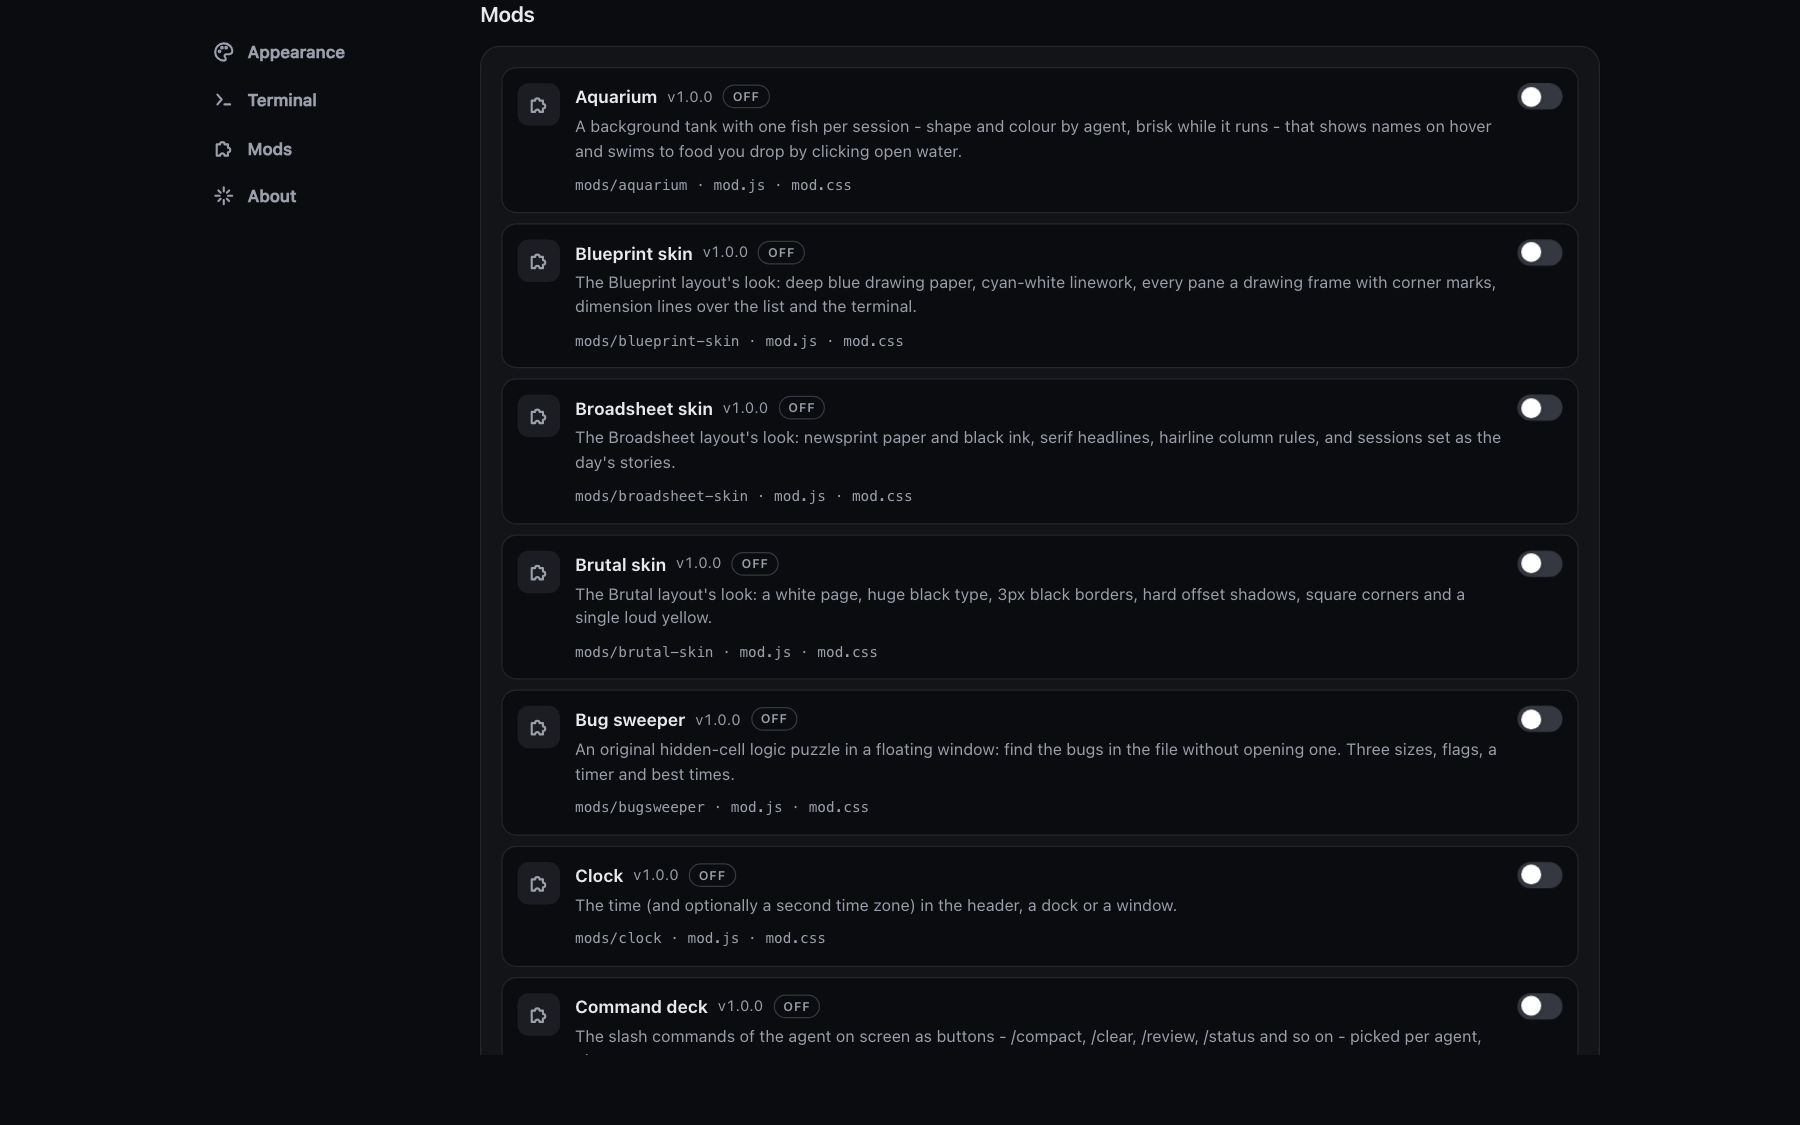 Mods
Appearance
Terminal
Mods
About
Aquarium v1.0.0 OFF
A background tank with one fish per session - shape and colour by agent, brisk while it runs - that shows names on hover
and swims to food you drop by clicking open water.
mods/aquarium · mod.js · mod.css
Blueprint skin v1.0.0 OFF
The Blueprint layout's look: deep blue drawing paper, cyan-white linework, every pane a drawing frame with corner marks,
dimension lines over the list and the terminal.
mods/blueprint-skin · mod.js · mod.css
Broadsheet skin v1.0.0 OFF
The Broadsheet layout's look: newsprint paper and black ink, serif headlines, hairline column rules, and sessions set as the
day's stories.
mods/broadsheet-skin · mod.js · mod.css
Brutal skin v1.0.0 OFF
The Brutal layout's look: a white page, huge black type, 3px black borders, hard offset shadows, square corners and a
single loud yellow.
mods/brutal-skin · mod.js · mod.css
Bug sweeper v1.0.0 OFF
An original hidden-cell logic puzzle in a floating window: find the bugs in the file without opening one. Three sizes, flags, a
timer and best times.
mods/bugsweeper · mod.js · mod.css
Clock v1.0.0 OFF
The time (and optionally a second time zone) in the header, a dock or a window.
mods/clock · mod.js · mod.css
Command deck v1.0.0 OFF
The slash commands of the agent on screen as buttons - /compact, /clear, /review, /status and so on - picked per agent,